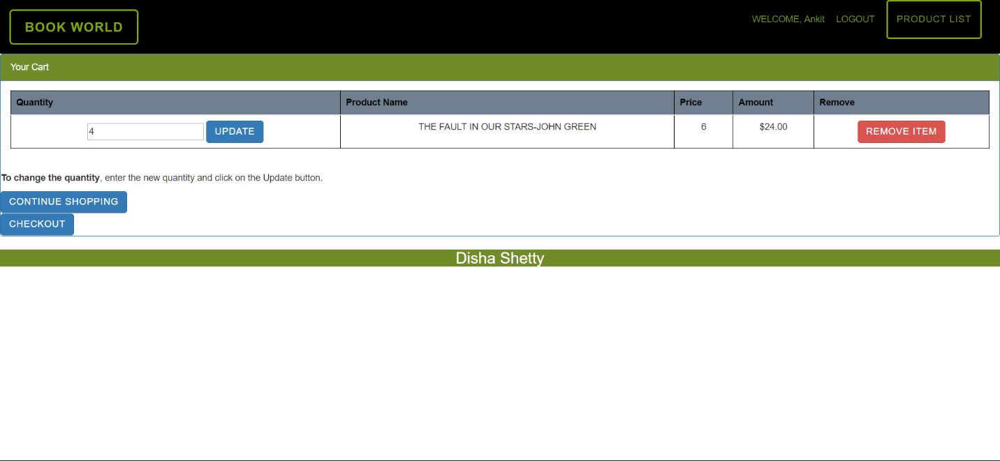 BOOK WORLD
WELCOME, Ankit LOGOUT PRODUCT LIST
Your Cart
Quantity Product Name Price Amount Remove
4 UPDATE THE FAULT IN OUR STARS-JOHN GREEN 6 $24.00 REMOVE ITEM
To change the quantity, enter the new quantity and click on the Update button.
CONTINUE SHOPPING
CHECKOUT
Disha Shetty